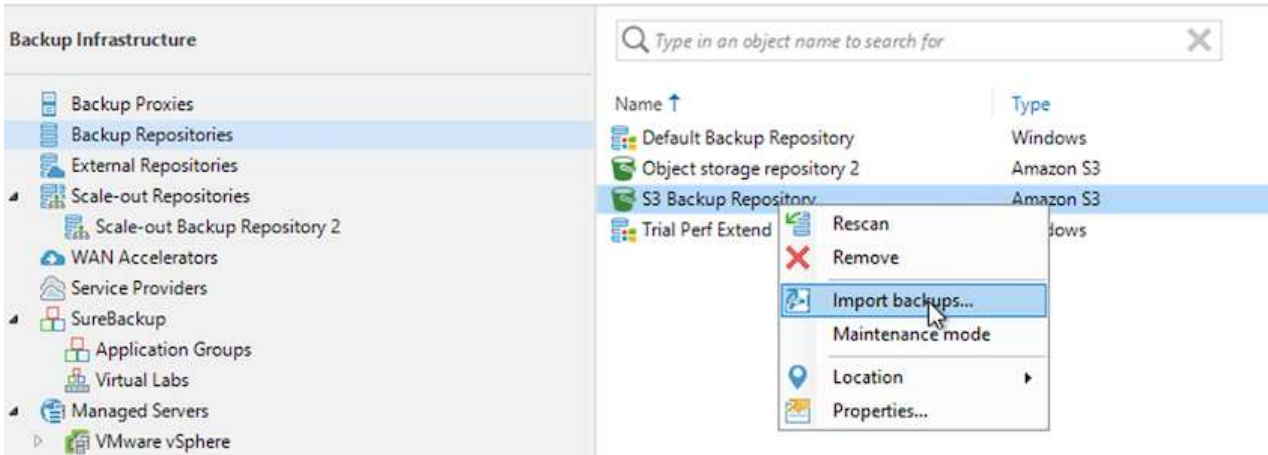 Backup Infrastructure
Backup Proxies
Backup Repositories
External Repositories
Scale-out Repositories
Scale-out Backup Repository 2
WAN Accelerators
Service Providers
SureBackup
Application Groups
Virtual Labs
Managed Servers
VMware vSphere
Type in an object name to search for
Name Type
Default Backup Repository Windows
Object storage repository 2 Amazon S3
S3 Backup Repository Amazon S3
Trial Perf Extend
Rescan
Remove
Import backups...
Maintenance mode
Location
Properties...